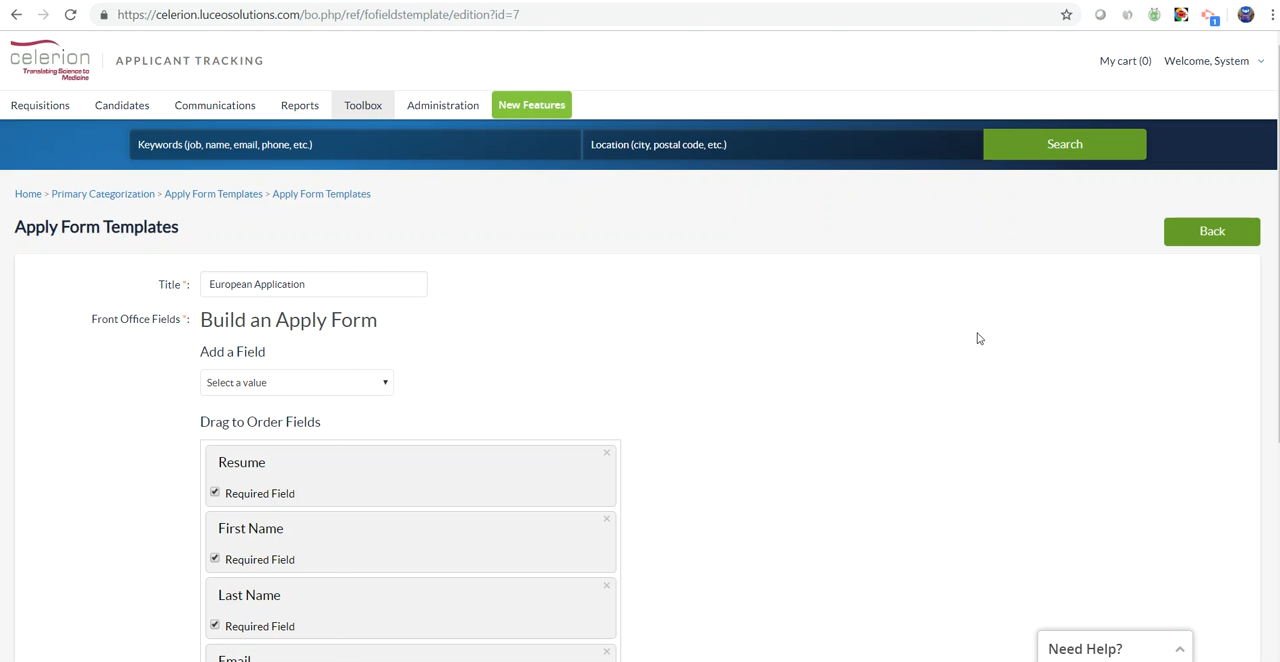 https://celerion.luceosolutions.com/bo.php/ref/fofieldstemplate/edition?id=7
1
celerion
Translating Science to
Medicine
APPLICANT TRACKING
My cart (0) Welcome, System
Requisitions Candidates Communications Reports Toolbox Administration New Features
Keywords (job, name, email, phone, etc.) Location (city, postal code, etc.) Search
Home > Primary Categorization > Apply Form Templates > Apply Form Templates
Apply Form Templates
Back
Title *: European Application
Front Office Fields *: Build an Apply Form
Add a Field
Select a value
Drag to Order Fields
Resume
Required Field
First Name
Required Field
Last Name
Required Field
Email
Need Help?